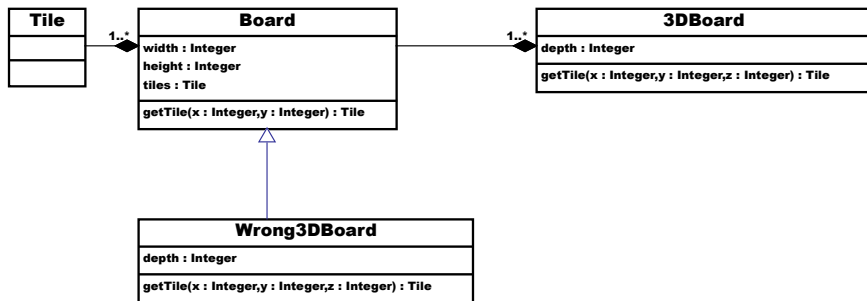 Tile
1..*
Board
width : Integer
height : Integer
tiles : Tile
getTile(x : Integer,y : Integer) : Tile
1..*
3DBoard
depth : Integer
getTile(x : Integer,y : Integer,z : Integer) : Tile
Wrong3DBoard
depth : Integer
getTile(x : Integer,y : Integer,z : Integer) : Tile